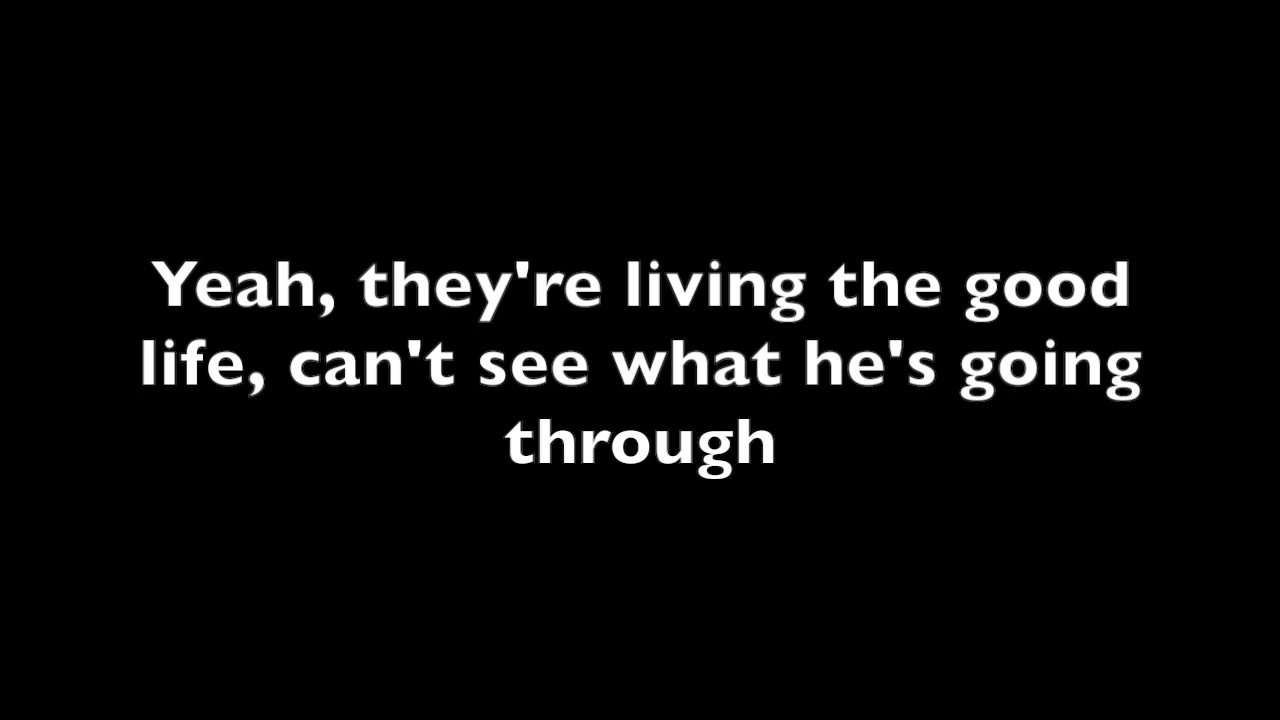 Yeah, they're living the good
life, can't see what he's going
through